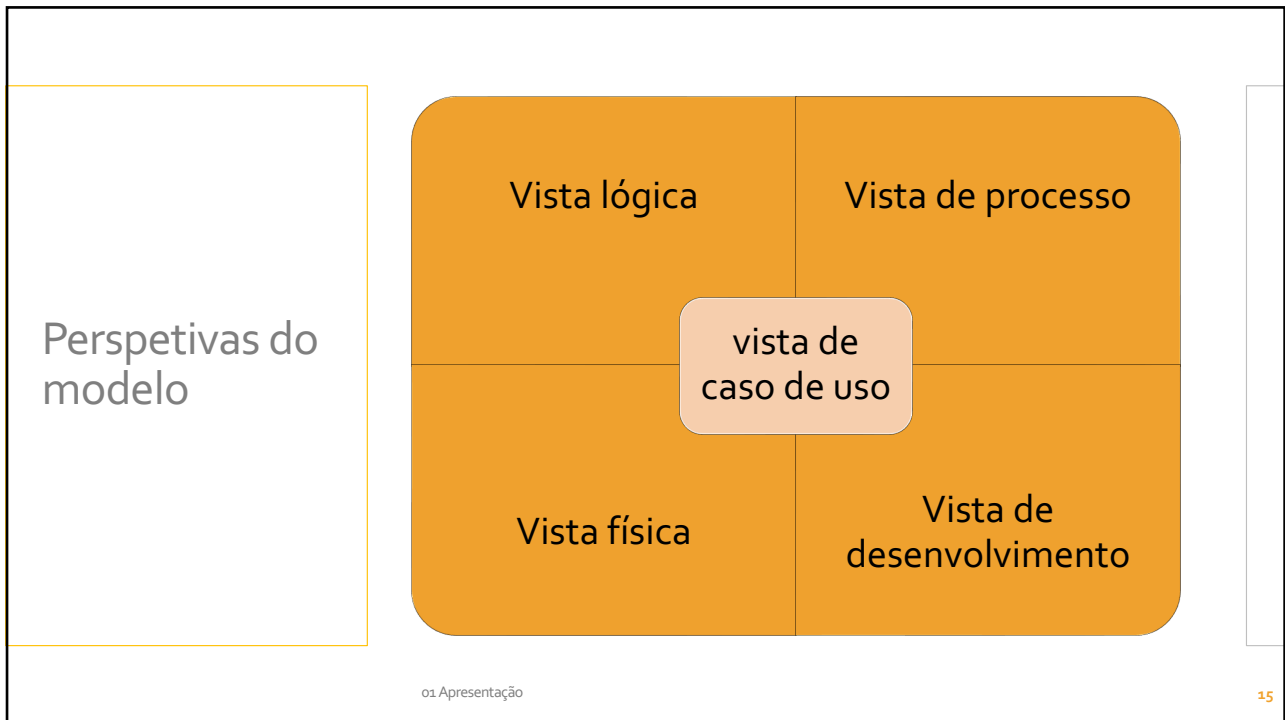 Perspetivas do
modelo
Vista lógica
Vista de processo
vista de
caso de uso
Vista física
Vista de
desenvolvimento
01 Apresentação
15